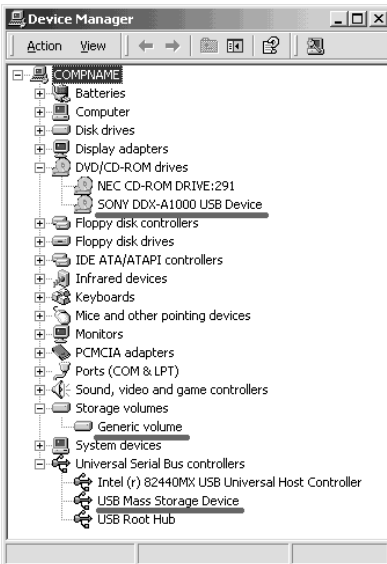 Device Manager
Action View
COMPNAME
Batteries
Computer
Disk drives
Display adapters
DVD/CD-ROM drives
NEC CD-ROM DRIVE:291
SONY DDX-A1000 USB Device
Floppy disk controllers
Floppy disk drives
IDE ATA/ATAPI controllers
Infrared devices
Keyboards
Mice and other pointing devices
Monitors
PCMCIA adapters
Ports (COM & LPT)
Sound, video and game controllers
Storage volumes
Generic volume
System devices
Universal Serial Bus controllers
Intel (r) 82440MX USB Universal Host Controller
USB Mass Storage Device
USB Root Hub